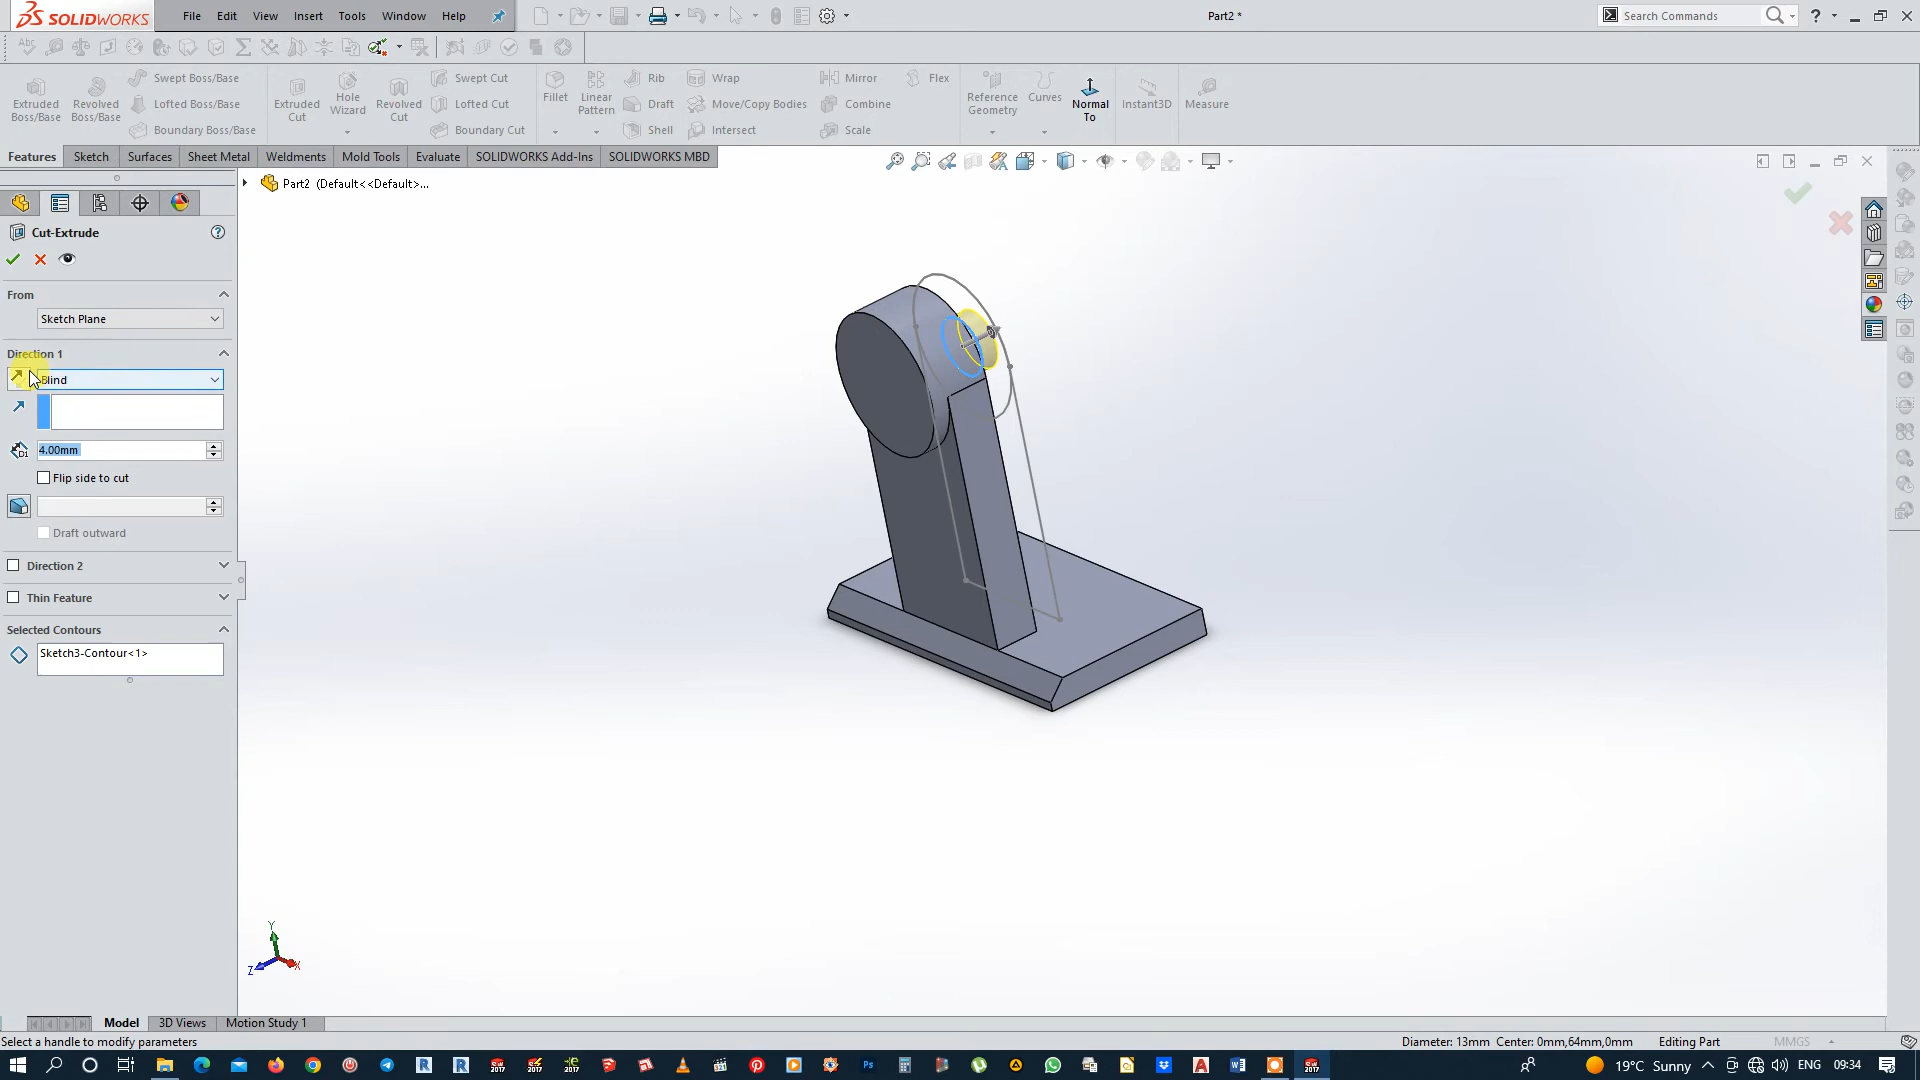 SOLIDWORKS
File Edit View Insert Tools Window Help
Part2 *
Search Commands
Extruded Boss/Base
Revolved Boss/Base
Swept Boss/Base
Lofted Boss/Base
Boundary Boss/Base
Extruded Cut
Hole Wizard
Revolved Cut
Swept Cut
Lofted Cut
Boundary Cut
Fillet
Linear Pattern
Rib
Draft
Shell
Wrap
Move/Copy Bodies
Intersect
Mirror
Combine
Scale
Flex
Reference Geometry
Curves
Normal To
Instant3D
Measure
Features Sketch Surfaces Sheet Metal Weldments Mold Tools Evaluate SOLIDWORKS Add-Ins SOLIDWORKS MBD
Part2 (Default<<Default>...
Cut-Extrude
From
Sketch Plane
Direction 1
Blind
D1
4.00mm
Flip side to cut
Draft outward
Direction 2
Thin Feature
Selected Contours
Sketch3-Contour<1>
Y
Z
X
Model 3D Views Motion Study 1
Select a handle to modify parameters
Diameter: 13mm Center: 0mm,64mm,0mm
Editing Part
MMGS
19°C Sunny
ENG
09:34